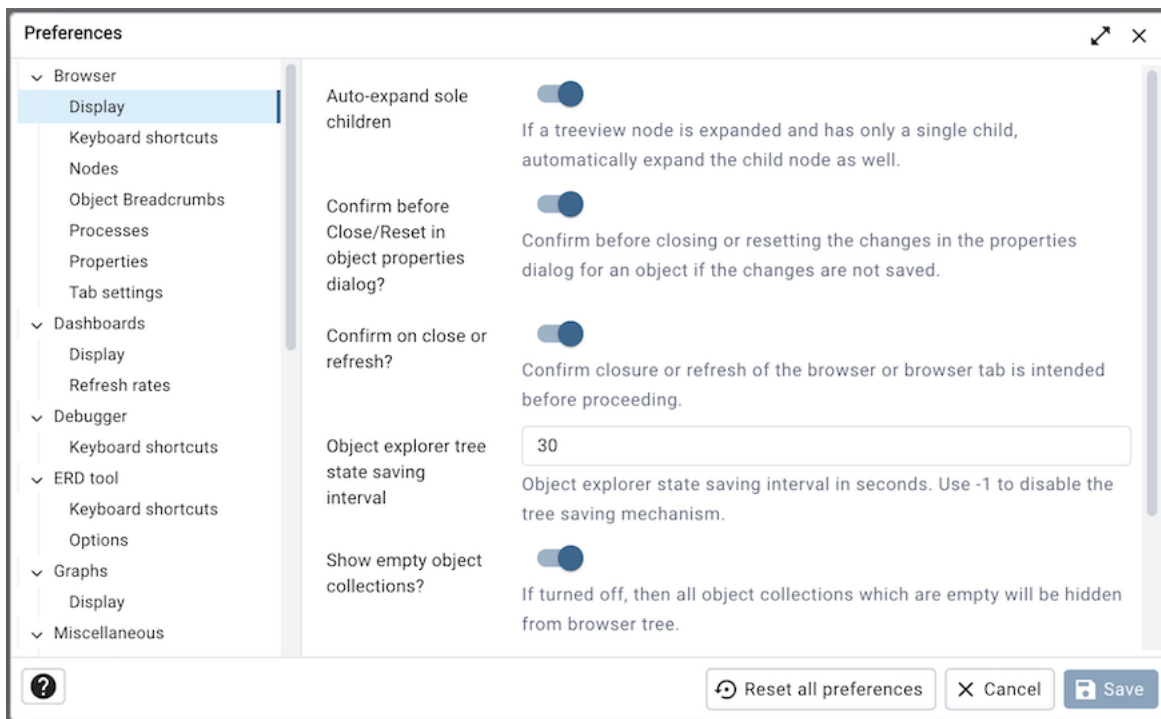 Preferences
Browser
Display
Keyboard shortcuts
Nodes
Object Breadcrumbs
Processes
Properties
Tab settings
Dashboards
Display
Refresh rates
Debugger
Keyboard shortcuts
ERD tool
Keyboard shortcuts
Options
Graphs
Display
Miscellaneous
Auto-expand sole
children
If a treeview node is expanded and has only a single child,
automatically expand the child node as well.
Confirm before
Close/Reset in
object properties
dialog?
Confirm before closing or resetting the changes in the properties
dialog for an object if the changes are not saved.
Confirm on close or
refresh?
Confirm closure or refresh of the browser or browser tab is intended
before proceeding.
Object explorer tree
state saving
interval
30
Object explorer state saving interval in seconds. Use -1 to disable the
tree saving mechanism.
Show empty object
collections?
If turned off, then all object collections which are empty will be hidden
from browser tree.
?
Reset all preferences
Cancel
Save